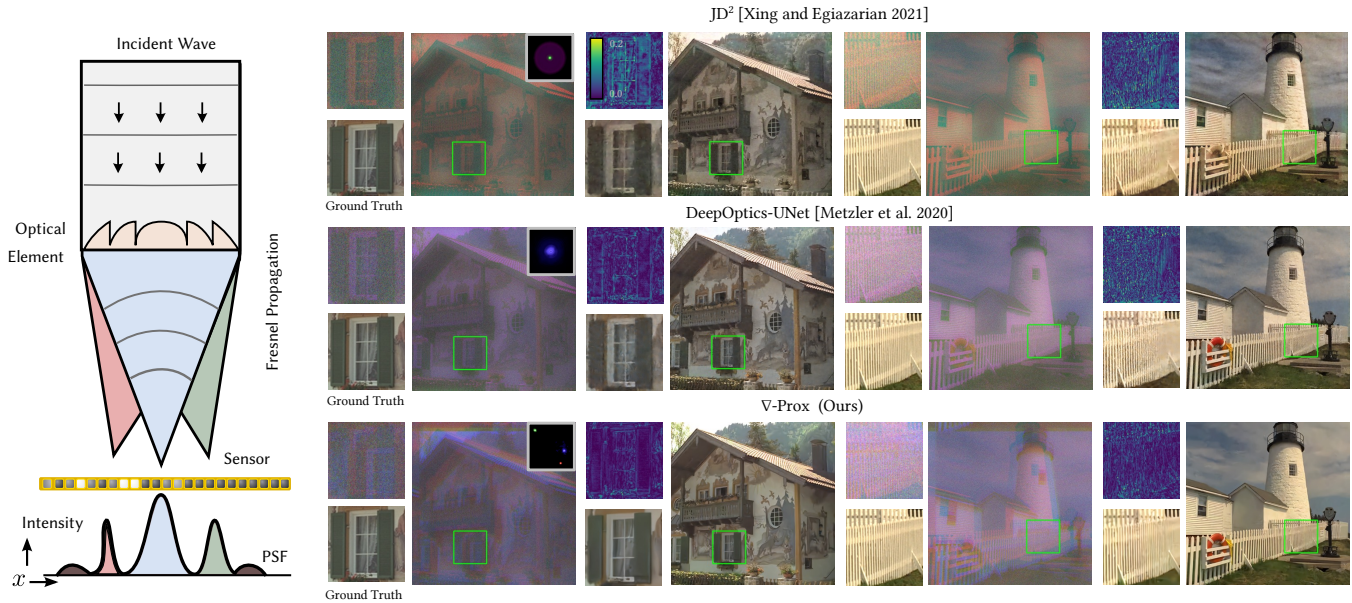 JD² [Xing and Egiazarian 2021]
Incident Wave
0.2
0.0
Ground Truth
DeepOptics-UNet [Metzler et al. 2020]
Optical
Element
Fresnel Propagation
Ground Truth
∇-Prox (Ours)
Sensor
Intensity
PSF
x
Ground Truth